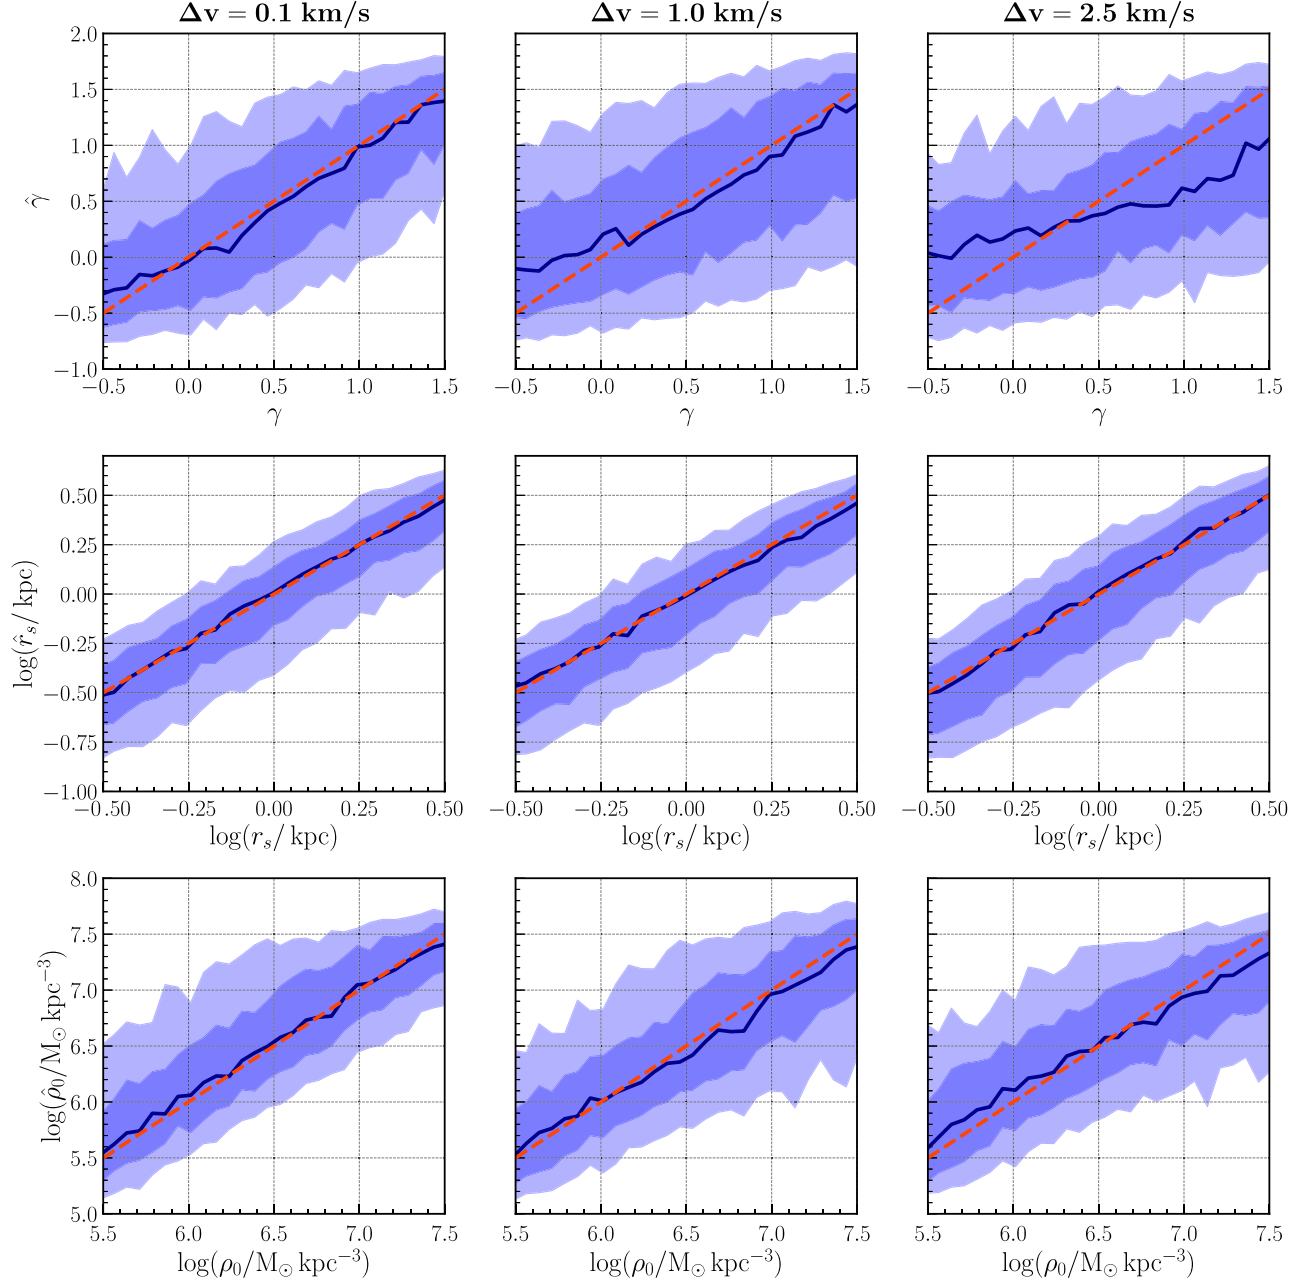 Δv = 0.1 km/s Δv = 1.0 km/s Δv = 2.5 km/s
2.0
1.5
1.0
0.5
0.0
−0.5
−1.0
γ̂
−0.5 0.0 0.5 1.0 1.5 −0.5 0.0 0.5 1.0 1.5 −0.5 0.0 0.5 1.0 1.5
γ γ γ
0.50
0.25
0.00
−0.25
−0.50
−0.75
−1.00
log(r̂ₛ/ kpc)
−0.50 −0.25 0.00 0.25 0.50 −0.50 −0.25 0.00 0.25 0.50 −0.50 −0.25 0.00 0.25 0.50
log(rₛ/ kpc) log(rₛ/ kpc) log(rₛ/ kpc)
8.0
7.5
7.0
6.5
6.0
5.5
5.0
log(ρ̂₀/M⊙ kpc⁻³)
5.5 6.0 6.5 7.0 7.5 5.5 6.0 6.5 7.0 7.5 5.5 6.0 6.5 7.0 7.5
log(ρ₀/M⊙ kpc⁻³) log(ρ₀/M⊙ kpc⁻³) log(ρ₀/M⊙ kpc⁻³)